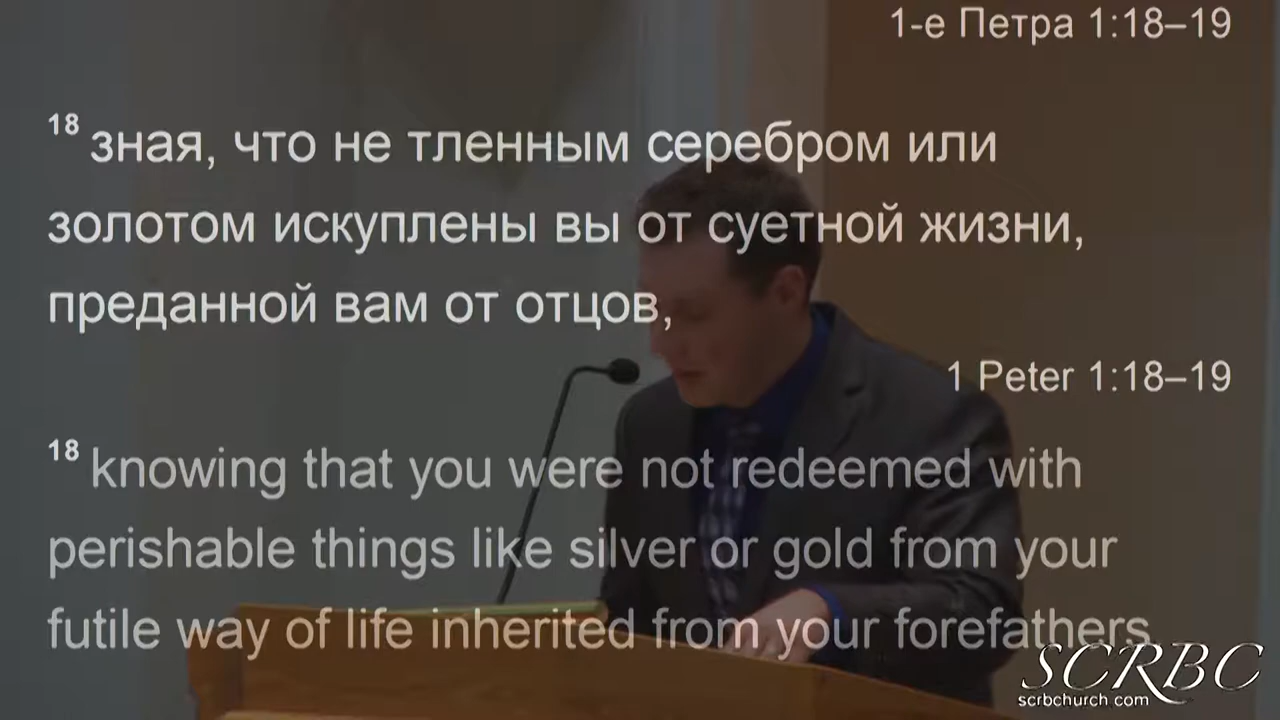 1-е Петра 1:18–19
18 зная, что не тленным серебром или
золотом искуплены вы от суетной жизни,
преданной вам от отцов,
1 Peter 1:18–19
18 knowing that you were not redeemed with
perishable things like silver or gold from your
futile way of life inherited from your forefathers
SCRBC
scrbchurch.com